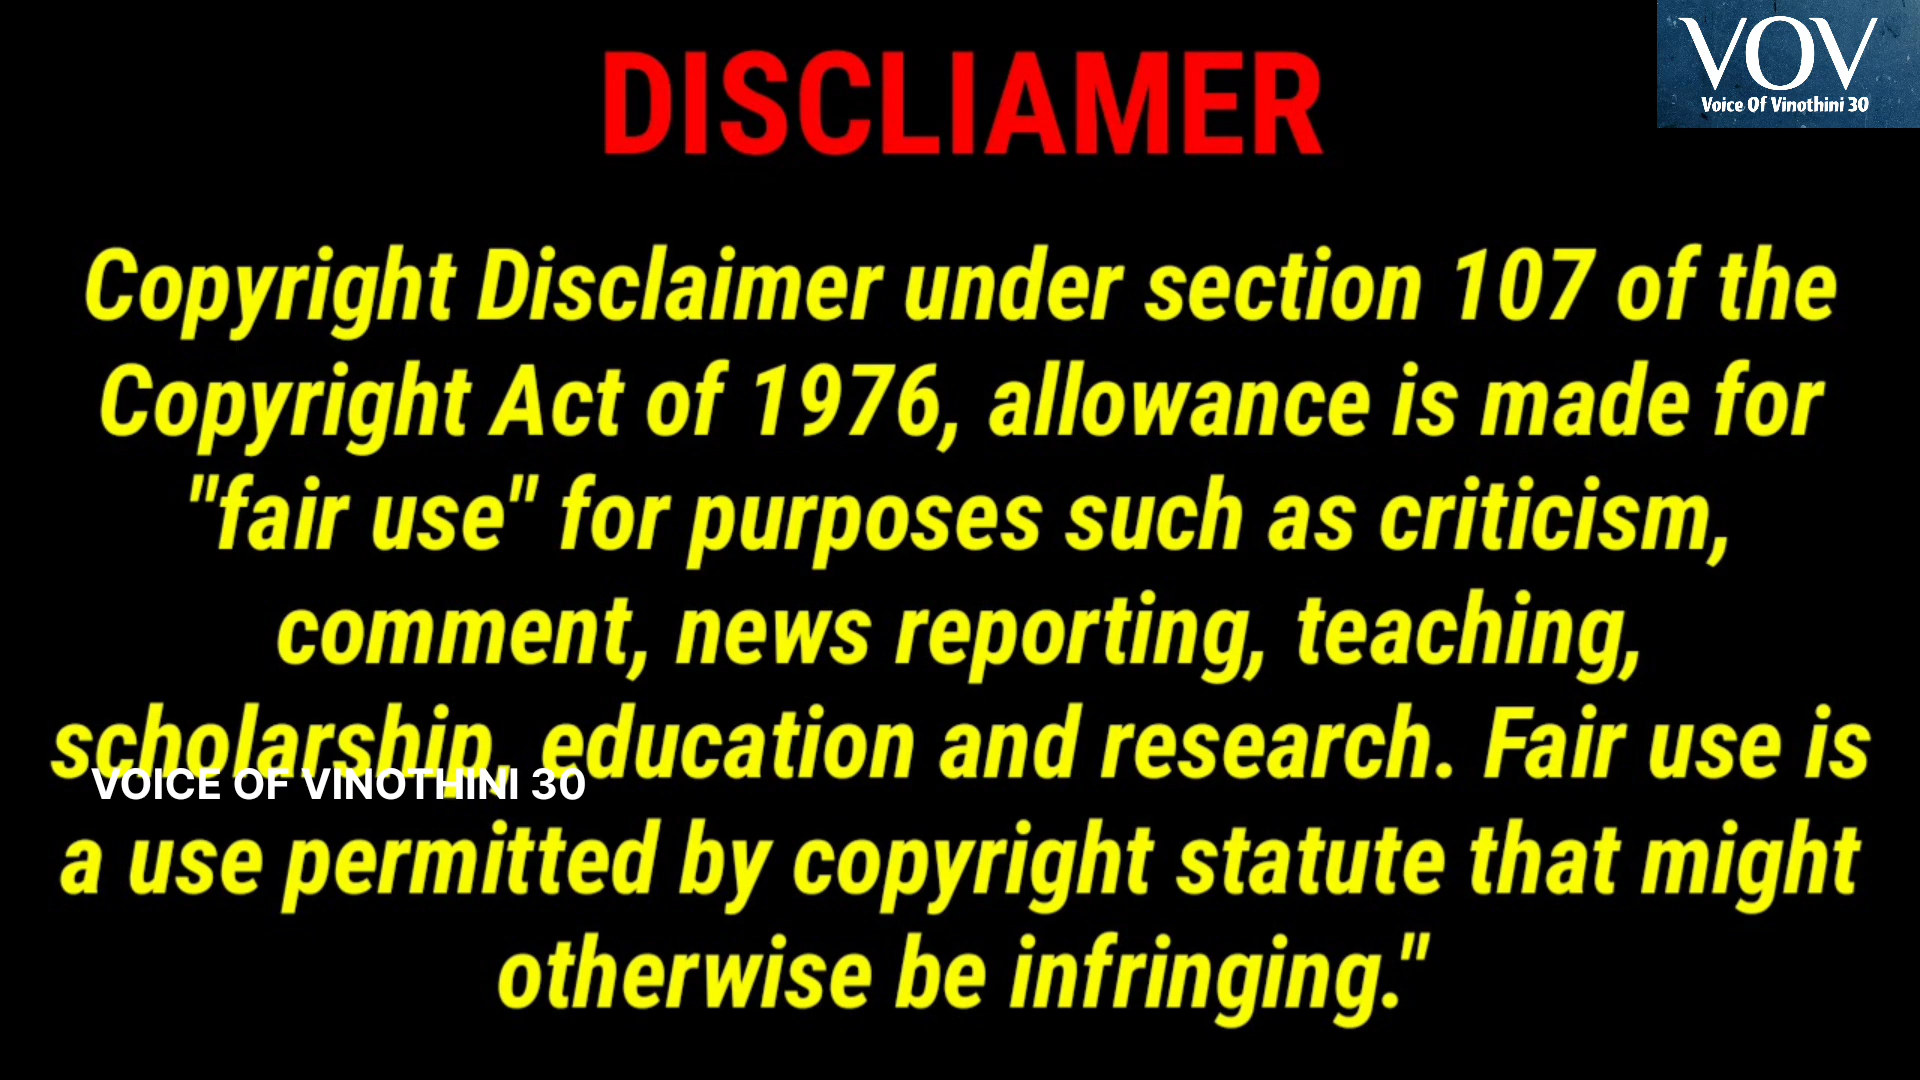 DISCLIAMER
VOV
Voice Of Vinothini 30
Copyright Disclaimer under section 107 of the
Copyright Act of 1976, allowance is made for
"fair use" for purposes such as criticism,
comment, news reporting, teaching,
scholarship, education and research. Fair use is
VOICE OF VINOTHINI 30
a use permitted by copyright statute that might
otherwise be infringing."